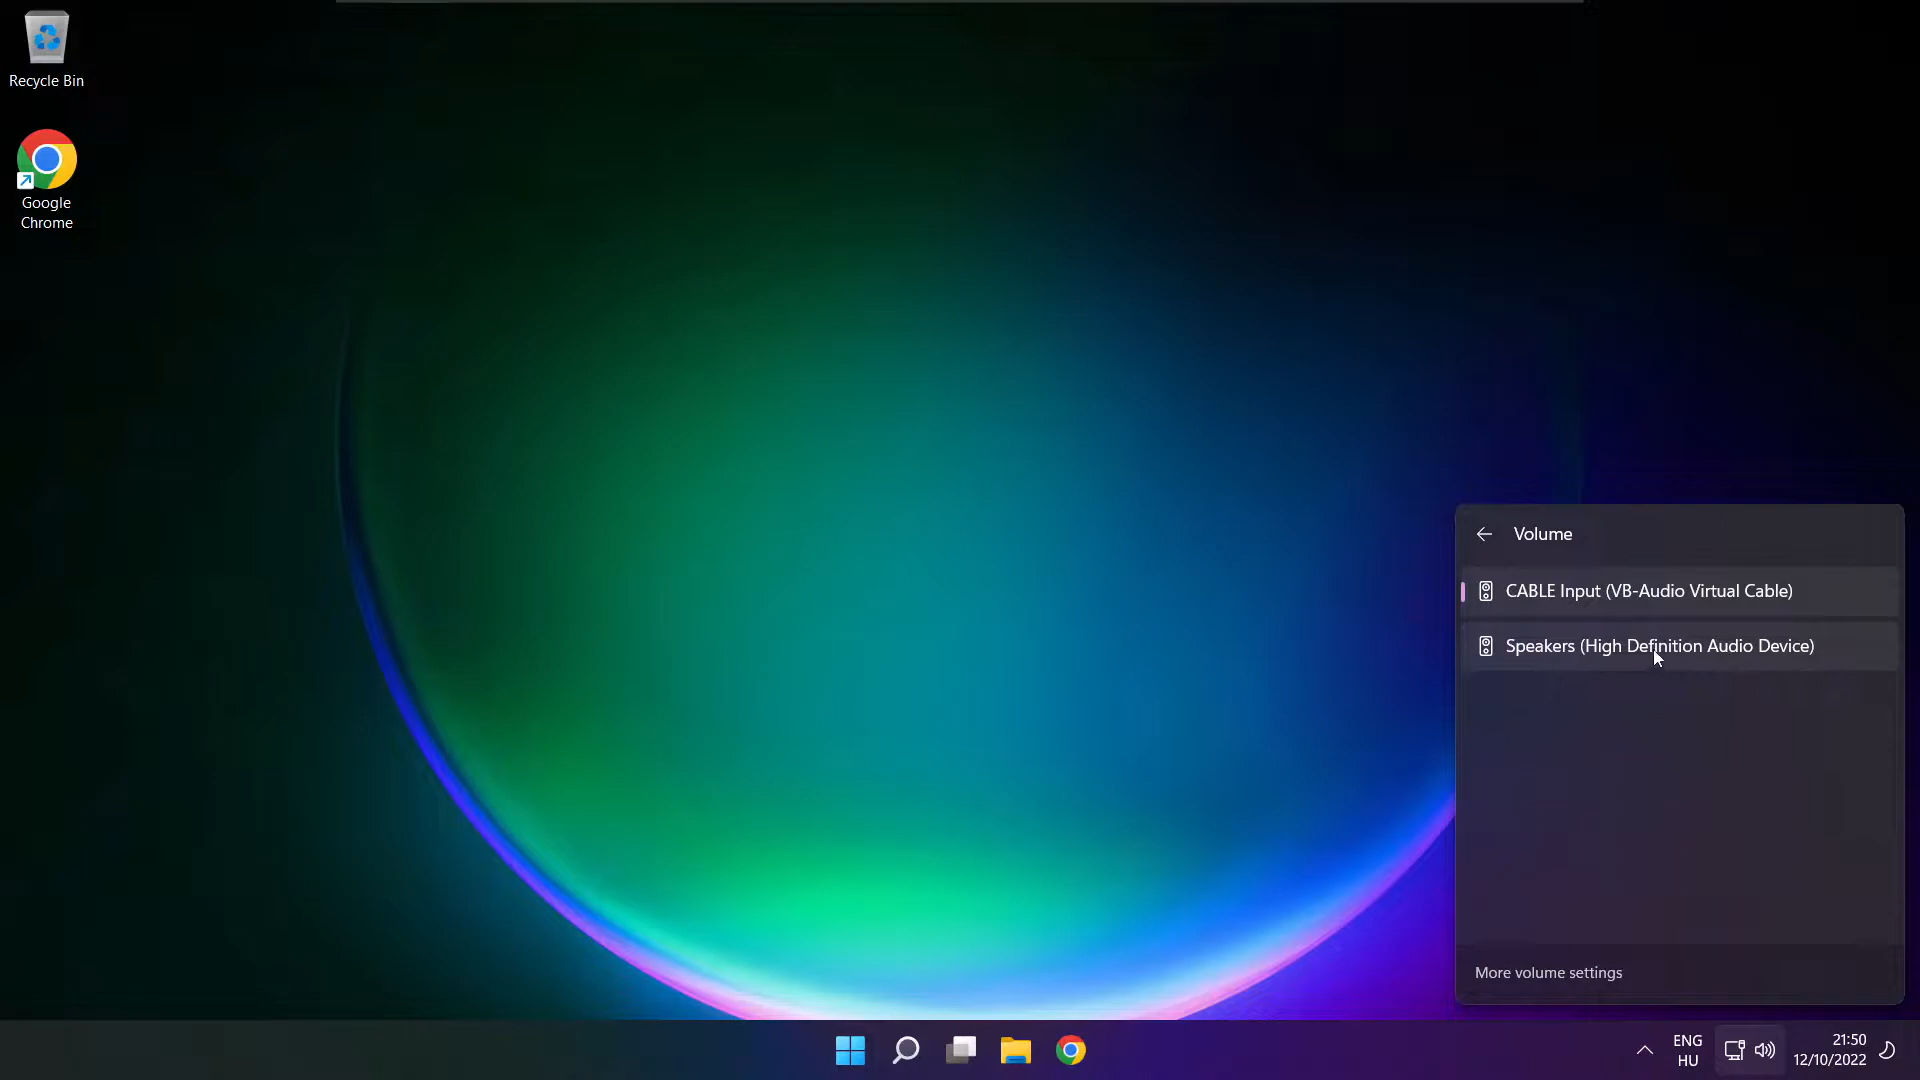 Recycle Bin
Google
Chrome
Volume
CABLE Input (VB-Audio Virtual Cable)
Speakers (High Definition Audio Device)
More volume settings
ENG
HU
21:50
12/10/2022